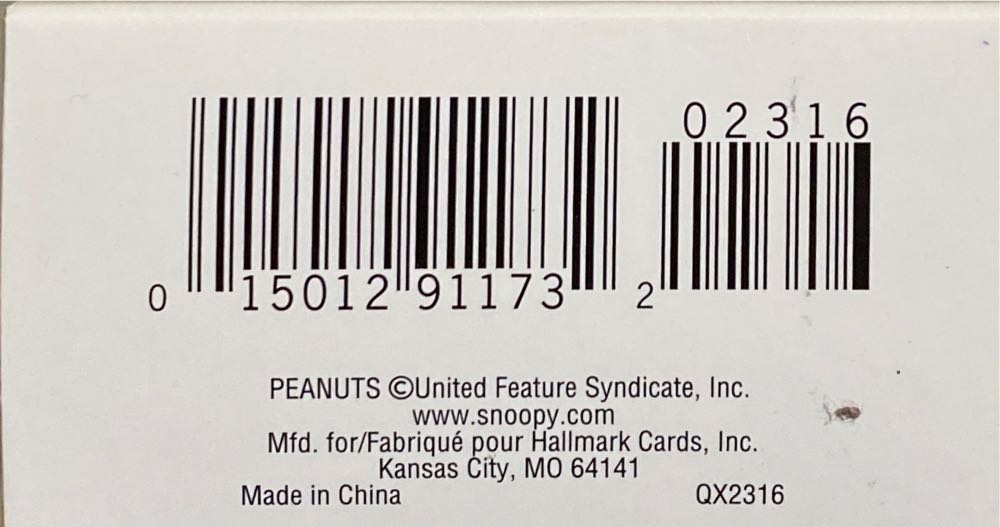 02316
0 15012 91173 2
PEANUTS ©United Feature Syndicate, Inc.
www.snoopy.com
Mfd. for/Fabriqué pour Hallmark Cards, Inc.
Kansas City, MO 64141
Made in China QX2316